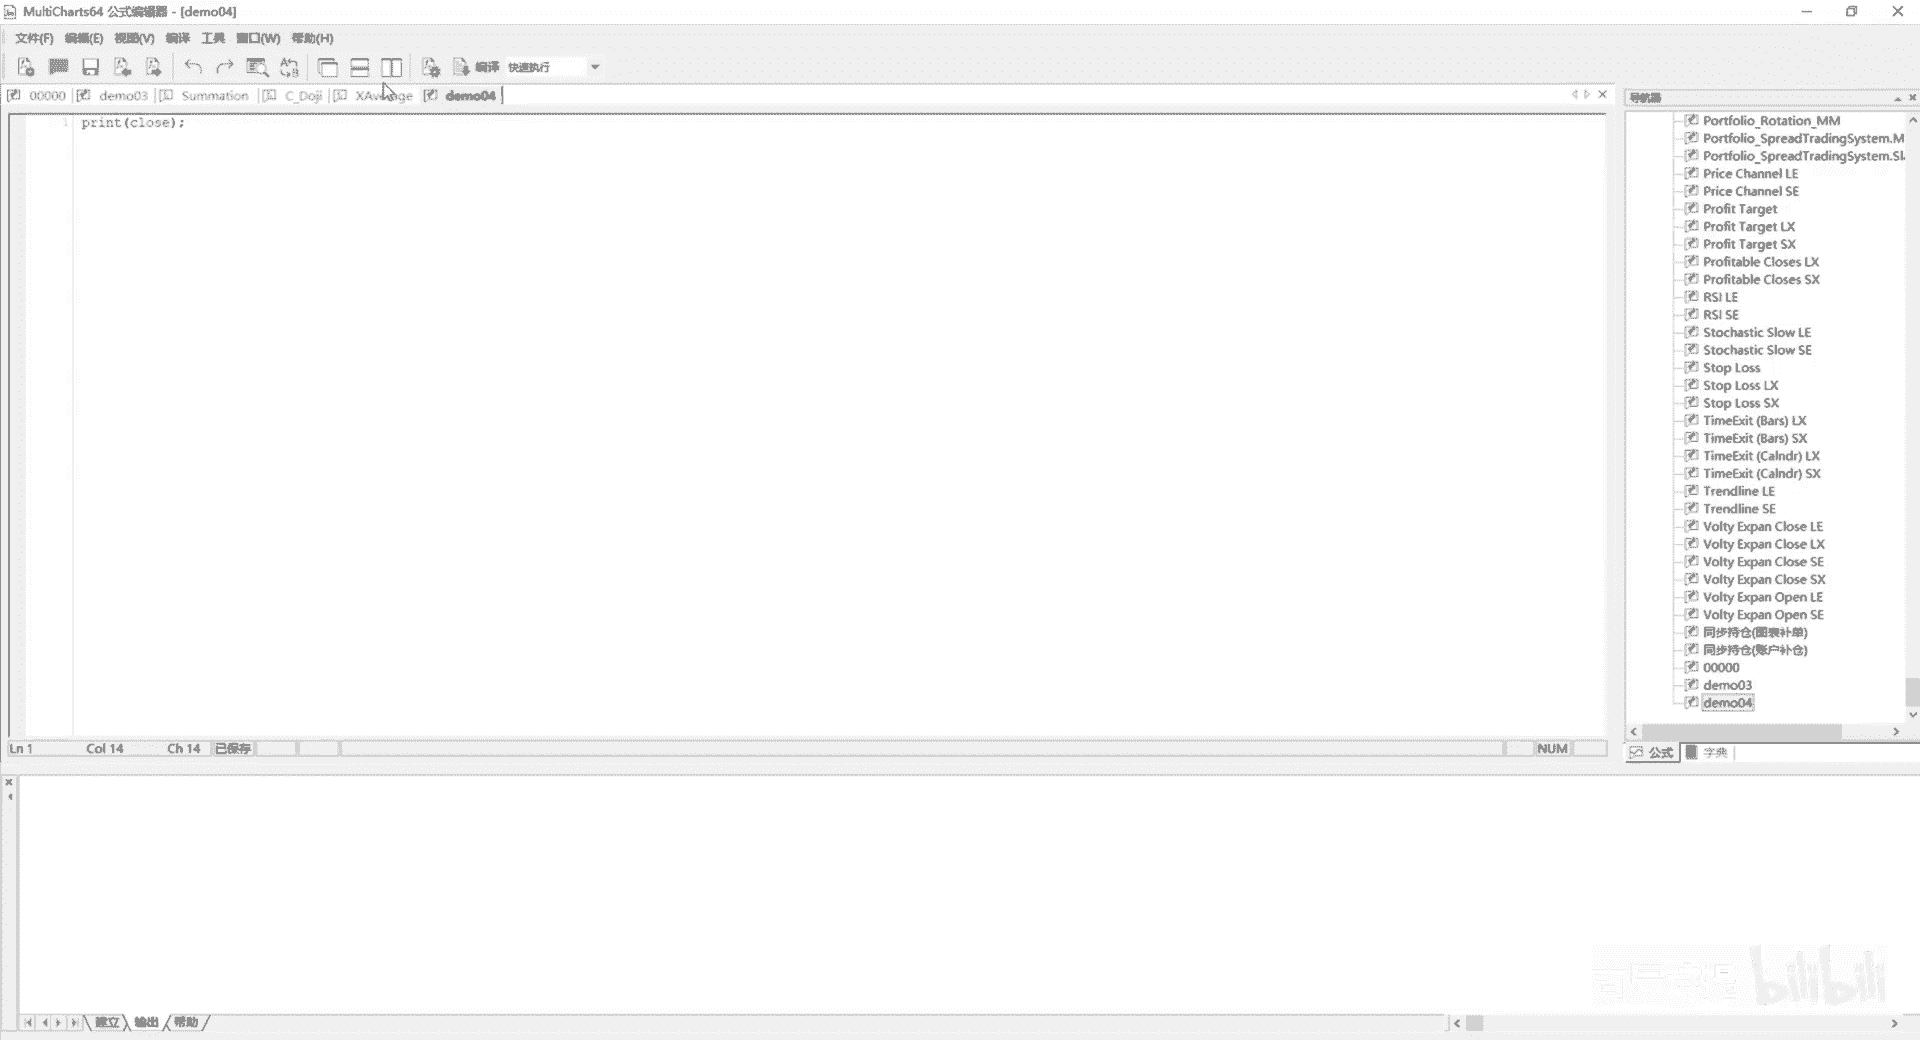 MultiCharts64 公式编辑器 - [demo04]
文件(F) 编辑(E) 视图(V) 编译 工具 窗口(W) 帮助(H)
编译 快速执行
00000 demo03 Summation C_Doji XAverage demo04
导航器
1 print(close);
Portfolio_Rotation_MM
Portfolio_SpreadTradingSystem.M
Portfolio_SpreadTradingSystem.Sl
Price Channel LE
Price Channel SE
Profit Target
Profit Target LX
Profit Target SX
Profitable Closes LX
Profitable Closes SX
RSI LE
RSI SE
Stochastic Slow LE
Stochastic Slow SE
Stop Loss
Stop Loss LX
Stop Loss SX
TimeExit (Bars) LX
TimeExit (Bars) SX
TimeExit (Calndr) LX
TimeExit (Calndr) SX
Trendline LE
Trendline SE
Volty Expan Close LE
Volty Expan Close LX
Volty Expan Close SE
Volty Expan Close SX
Volty Expan Open LE
Volty Expan Open SE
同步持仓(图表补单)
同步持仓(账户补仓)
00000
demo03
demo04
Ln 1 Col 14 Ch 14 已保存 NUM
公式 字典
bilibili
建立 输出 帮助